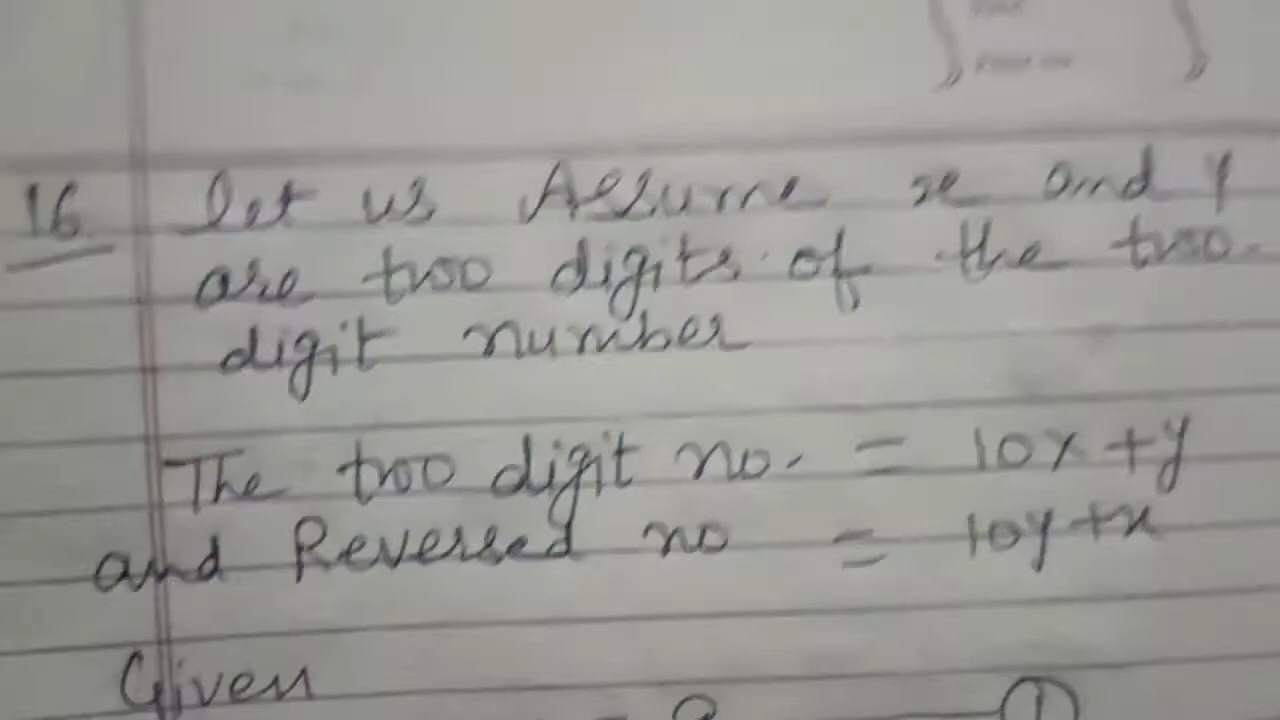 16 Let us Assume x and y
are two digits of the two
digit number
The two digit no. = 10x+y
and Reversed no = 10y+x
Given
= ①